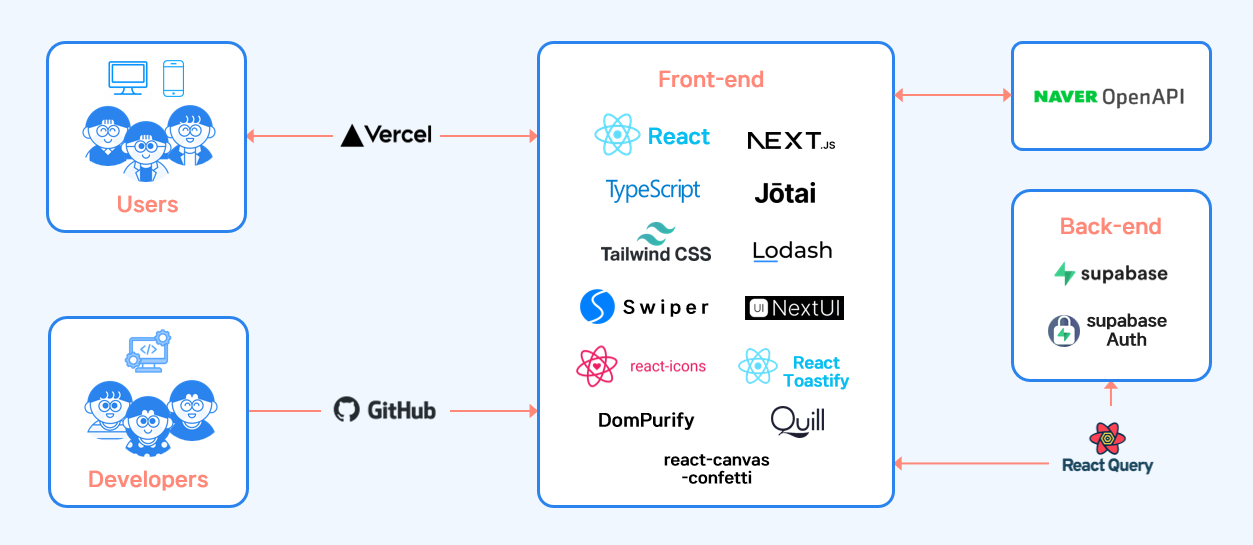 Users
Vercel
Developers
GitHub
Front-end
React
NEXT.JS
TypeScript
Jōtai
Tailwind CSS
Lodash
Swiper
UI NextUI
react-icons
React
Toastify
DomPurify
Quill
react-canvas
-confetti
NAVER OpenAPI
Back-end
supabase
supabase
Auth
React Query